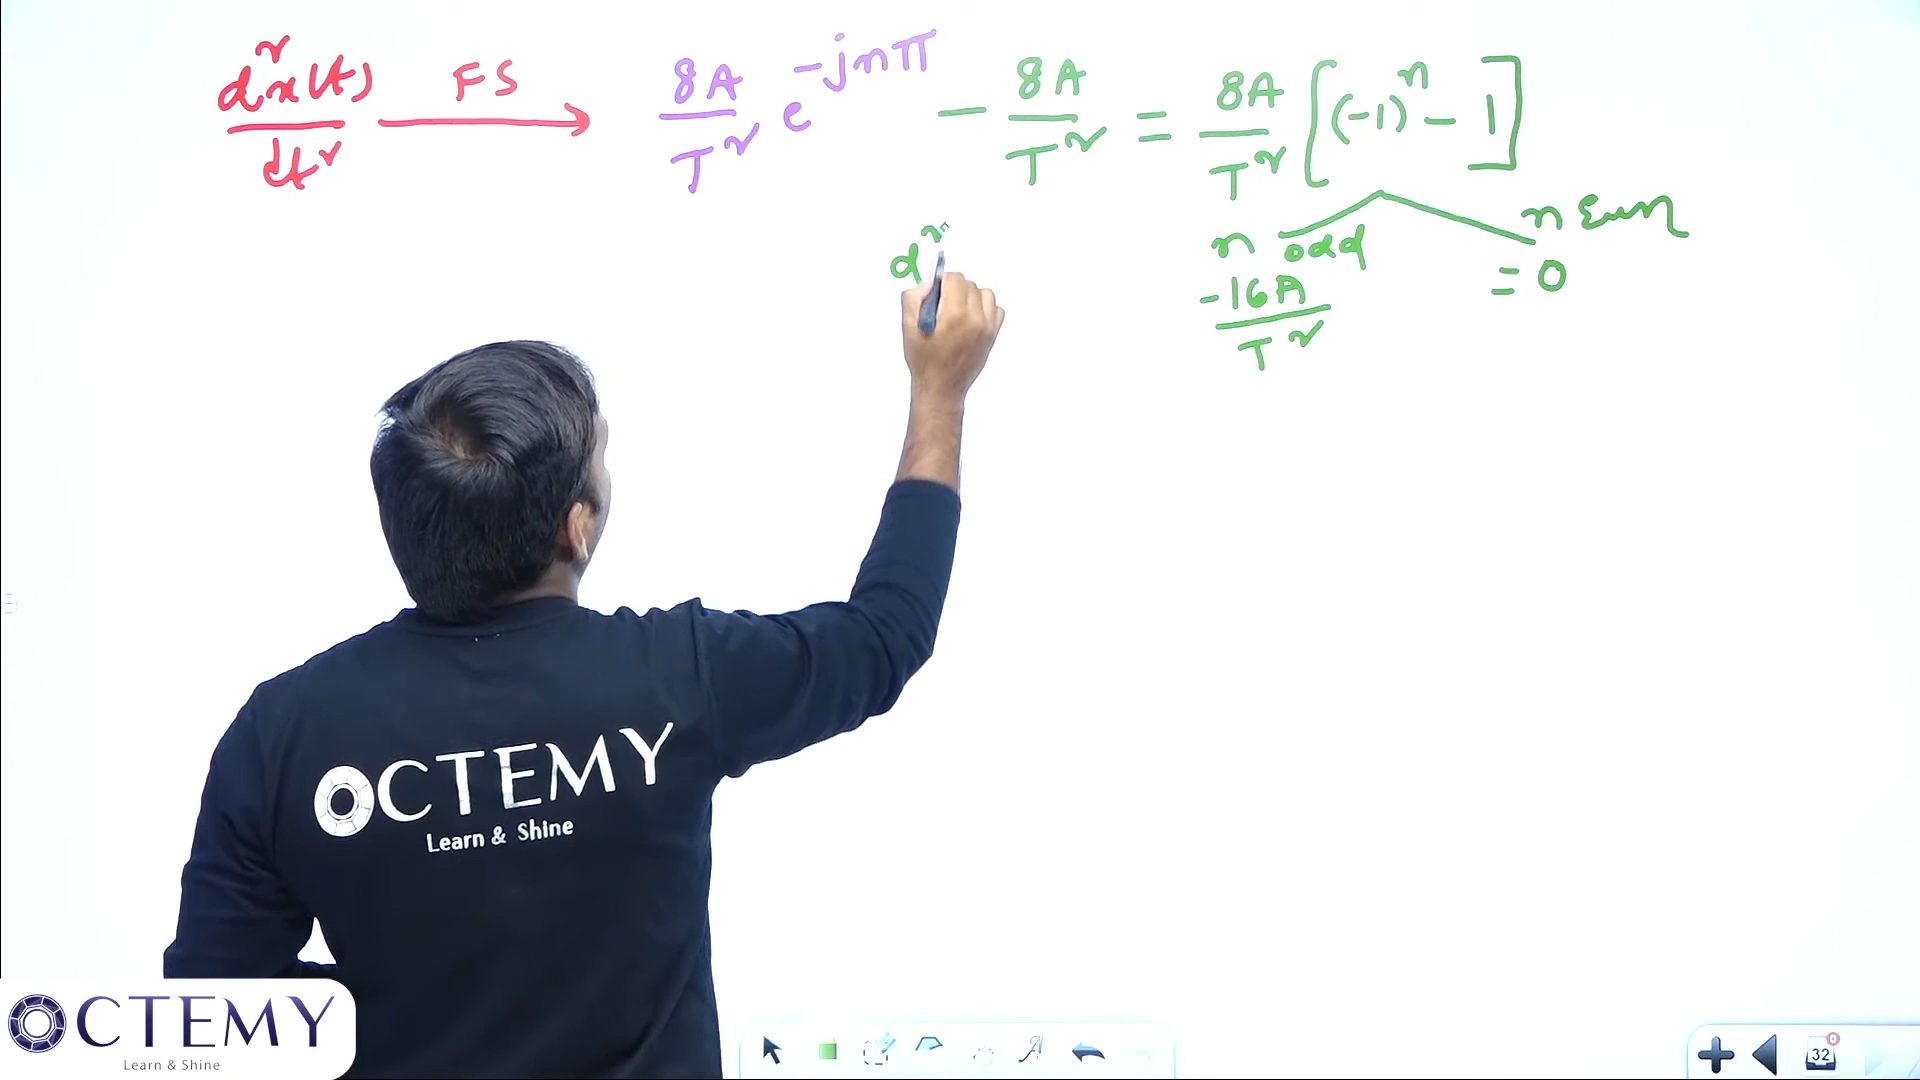 d²x(t)/dt² FS→ 8A/T² e^-jnπ - 8A/T² = 8A/T² [(-1)^n - 1]
n odd
-16A/T²
n Even
= 0
d²
OCTEMY
Learn & Shine
OCTEMY
Learn & Shine
32
0